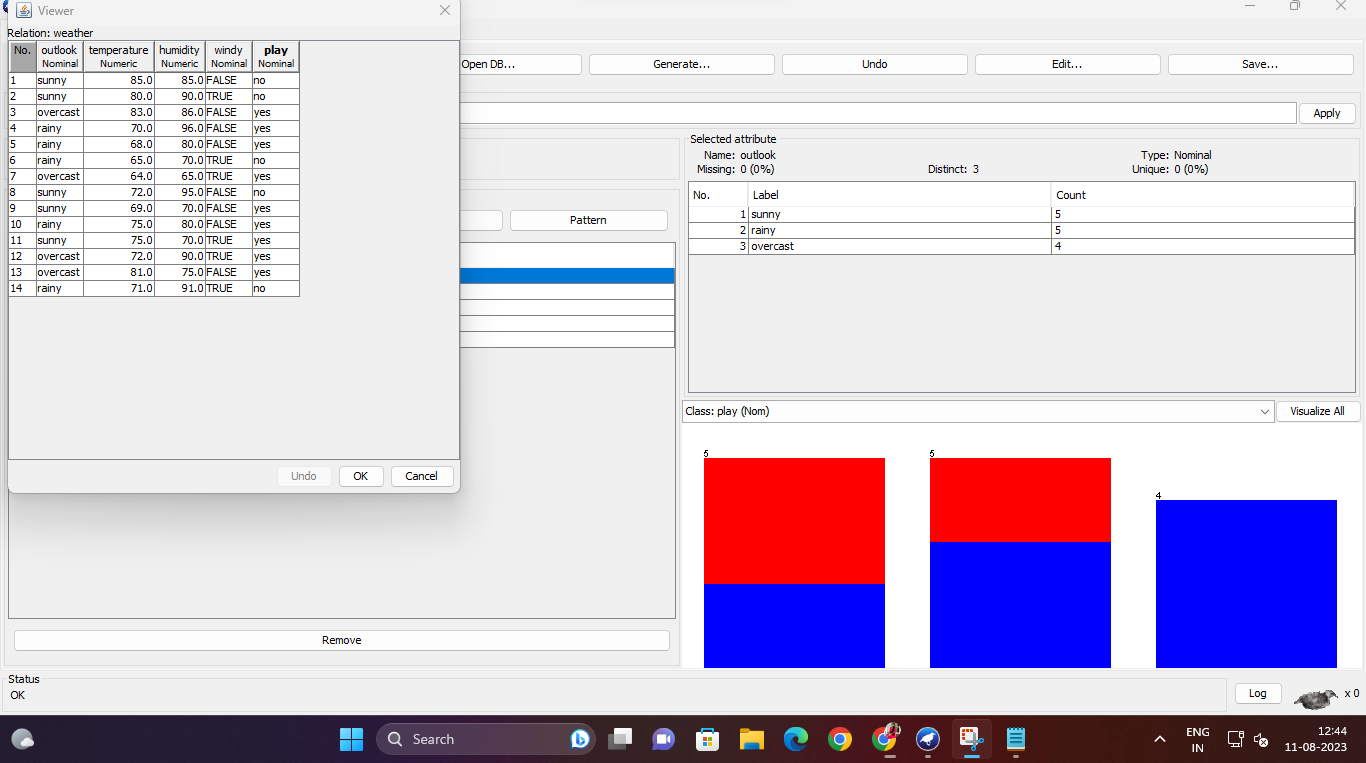 Viewer
Relation: weather
No. outlook temperature humidity windy play
Nominal Numeric Numeric Nominal Nominal
1 sunny 85.0 85.0 FALSE no
2 sunny 80.0 90.0 TRUE no
3 overcast 83.0 86.0 FALSE yes
4 rainy 70.0 96.0 FALSE yes
5 rainy 68.0 80.0 FALSE yes
6 rainy 65.0 70.0 TRUE no
7 overcast 64.0 65.0 TRUE yes
8 sunny 72.0 95.0 FALSE no
9 sunny 69.0 70.0 FALSE yes
10 rainy 75.0 80.0 FALSE yes
11 sunny 75.0 70.0 TRUE yes
12 overcast 72.0 90.0 TRUE yes
13 overcast 81.0 75.0 FALSE yes
14 rainy 71.0 91.0 TRUE no
Undo OK Cancel
Open DB... Generate... Undo Edit... Save...
Apply
Pattern
Remove
Selected attribute
Name: outlook Type: Nominal
Missing: 0 (0%) Distinct: 3 Unique: 0 (0%)
No. Label Count
1 sunny 5
2 rainy 5
3 overcast 4
Class: play (Nom) Visualize All
5 5 4
Status
OK
Log x 0
Search
ENG
IN
12:44
11-08-2023